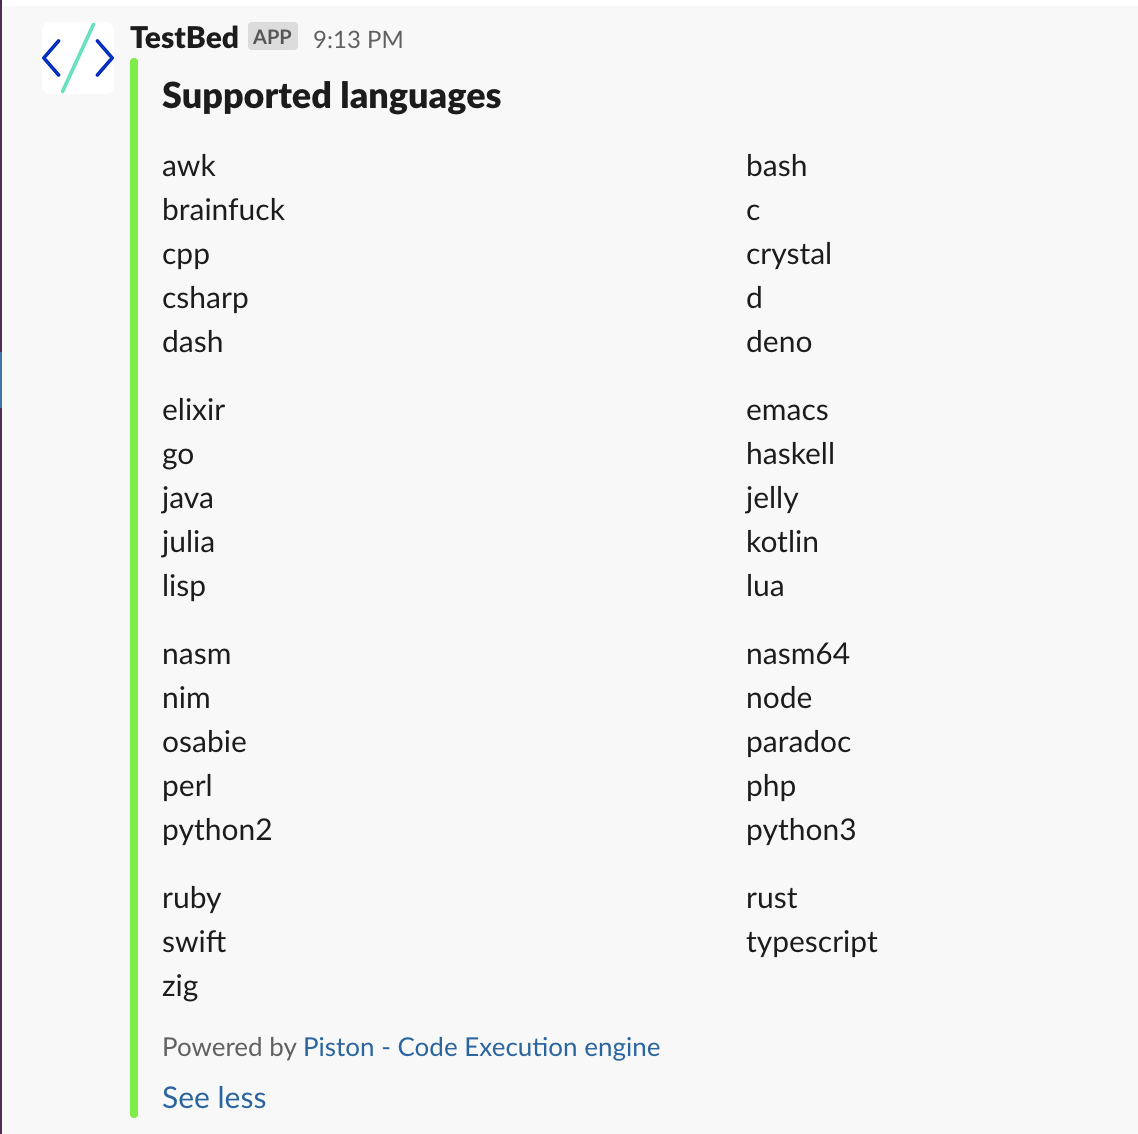 TestBed APP 9:13 PM
Supported languages
awk bash
brainfuck c
cpp crystal
csharp d
dash deno
elixir emacs
go haskell
java jelly
julia kotlin
lisp lua
nasm nasm64
nim node
osabie paradoc
perl php
python2 python3
ruby rust
swift typescript
zig
Powered by Piston - Code Execution engine
See less